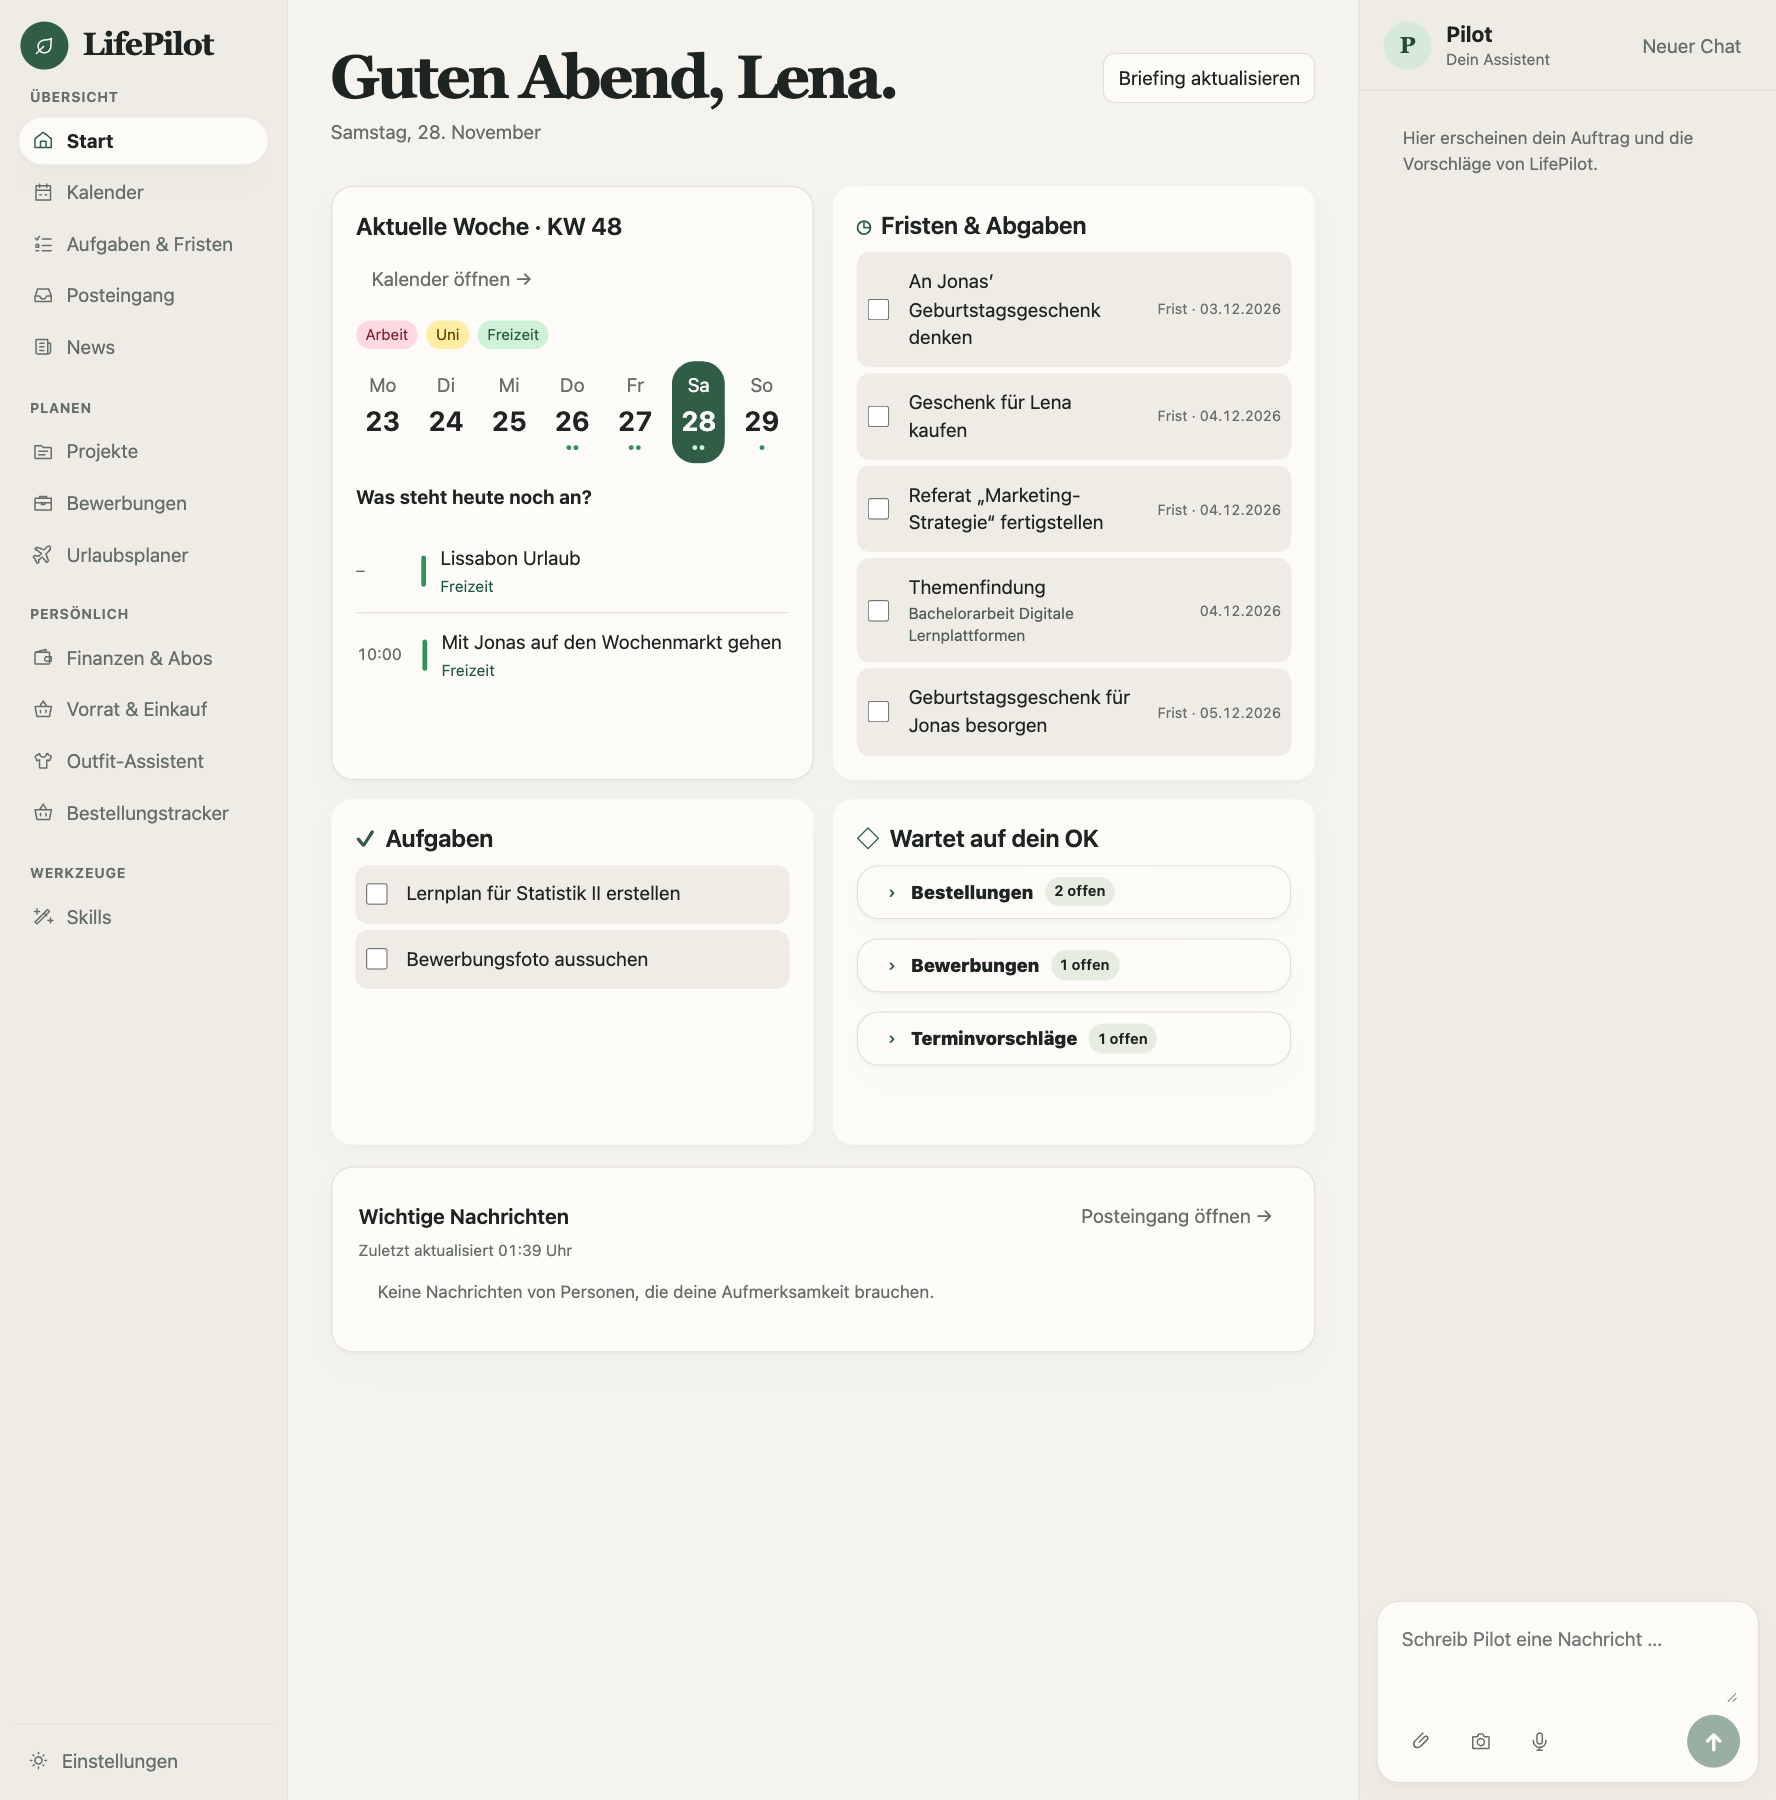 LifePilot
ÜBERSICHT
Start
Kalender
Aufgaben & Fristen
Posteingang
News
PLANEN
Projekte
Bewerbungen
Urlaubsplaner
PERSÖNLICH
Finanzen & Abos
Vorrat & Einkauf
Outfit-Assistent
Bestellungstracker
WERKZEUGE
Skills
Einstellungen
Guten Abend, Lena.
Samstag, 28. November
Briefing aktualisieren
Aktuelle Woche · KW 48
Kalender öffnen →
Arbeit Uni Freizeit
Mo Di Mi Do Fr Sa So
23 24 25 26 27 28 29
Was steht heute noch an?
–
Lissabon Urlaub
Freizeit
10:00
Mit Jonas auf den Wochenmarkt gehen
Freizeit
Fristen & Abgaben
An Jonas’
Geburtstagsgeschenk
denken
Frist · 03.12.2026
Geschenk für Lena
kaufen
Frist · 04.12.2026
Referat „Marketing-
Strategie“ fertigstellen
Frist · 04.12.2026
Themenfindung
Bachelorarbeit Digitale
Lernplattformen
04.12.2026
Geburtstagsgeschenk für
Jonas besorgen
Frist · 05.12.2026
Aufgaben
Lernplan für Statistik II erstellen
Bewerbungsfoto aussuchen
Wartet auf dein OK
› Bestellungen 2 offen
› Bewerbungen 1 offen
› Terminvorschläge 1 offen
Wichtige Nachrichten
Posteingang öffnen →
Zuletzt aktualisiert 01:39 Uhr
Keine Nachrichten von Personen, die deine Aufmerksamkeit brauchen.
P
Pilot
Dein Assistent
Neuer Chat
Hier erscheinen dein Auftrag und die
Vorschläge von LifePilot.
Schreib Pilot eine Nachricht …